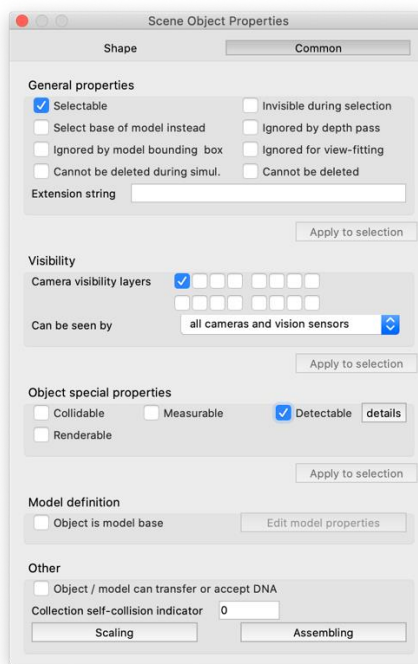 Scene Object Properties
Shape Common
General properties
Selectable Invisible during selection
Select base of model instead Ignored by depth pass
Ignored by model bounding box Ignored for view-fitting
Cannot be deleted during simul. Cannot be deleted
Extension string
Apply to selection
Visibility
Camera visibility layers
Can be seen by all cameras and vision sensors
Apply to selection
Object special properties
Collidable Measurable Detectable details
Renderable
Apply to selection
Model definition
Object is model base Edit model properties
Other
Object / model can transfer or accept DNA
Collection self-collision indicator 0
Scaling Assembling